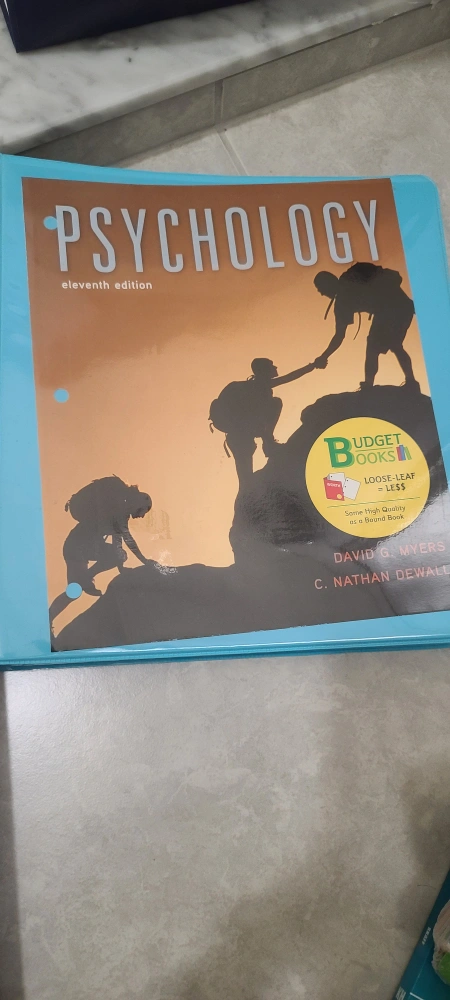 PSYCHOLOGY
eleventh edition
BUDGET
BOOKS
LOOSE-LEAF
= LE$$
Same High Quality
as a Bound Book
DAVID G. MYERS
C. NATHAN DEWALL